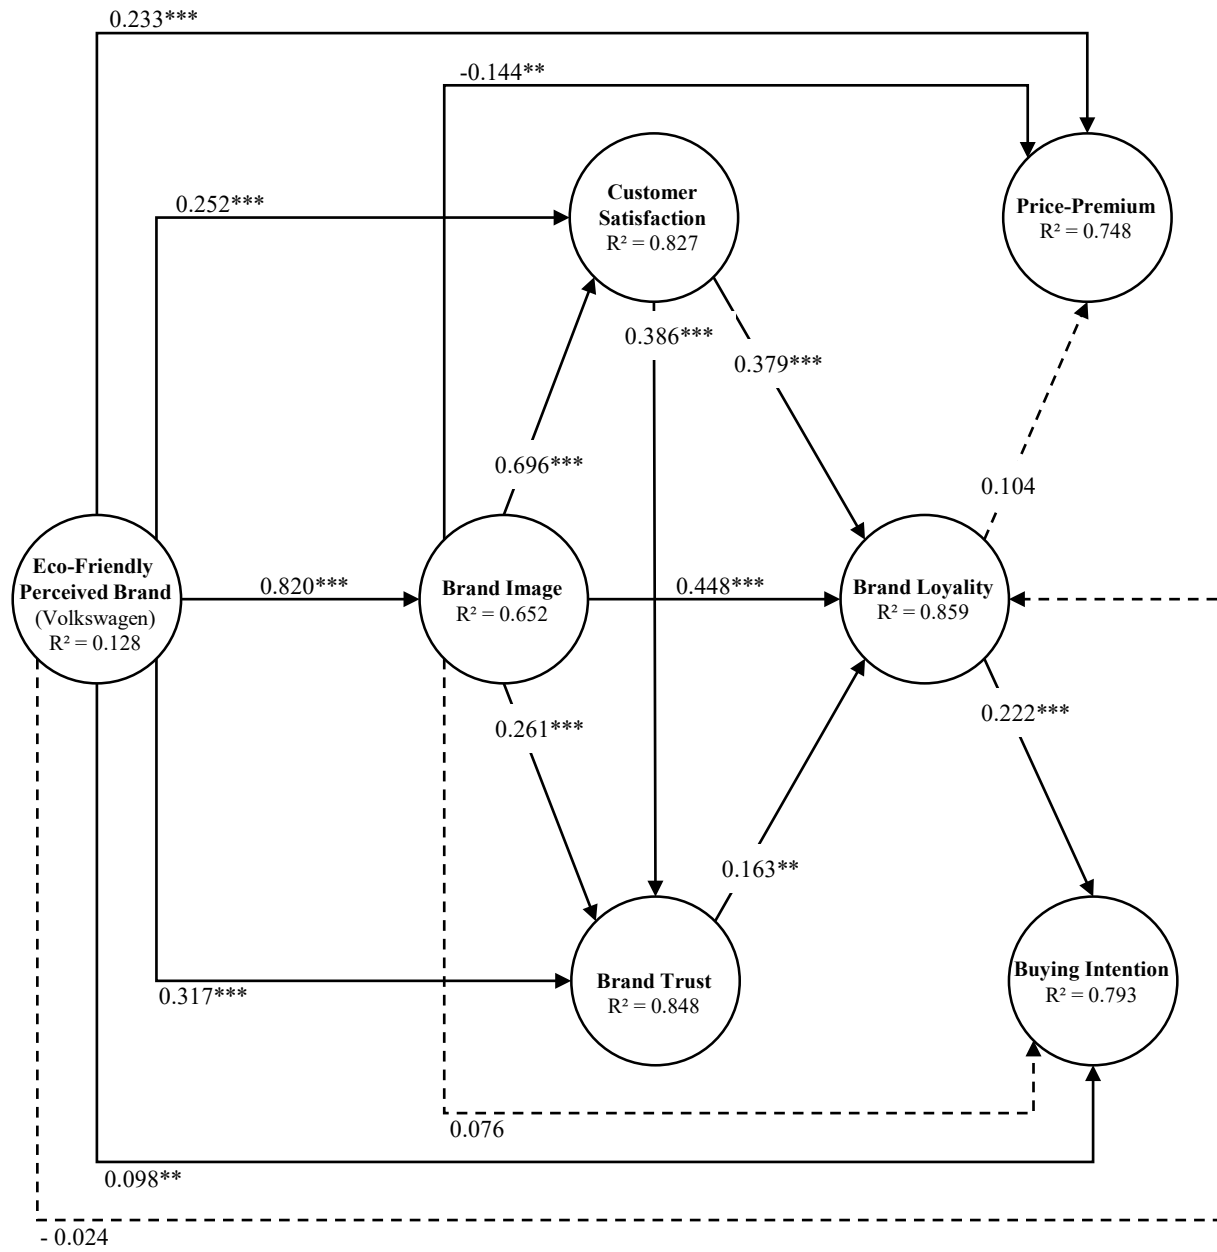 0.233***
-0.144**
Customer
Satisfaction
R² = 0.827
Price-Premium
R² = 0.748
0.252***
0.386***
0.379***
0.696***
0.104
Eco-Friendly
Perceived Brand
(Volkswagen)
R² = 0.128
0.820***
Brand Image
R² = 0.652
0.448***
Brand Loyality
R² = 0.859
0.261***
0.222***
0.163**
0.317***
Brand Trust
R² = 0.848
Buying Intention
R² = 0.793
0.076
0.098**
- 0.024